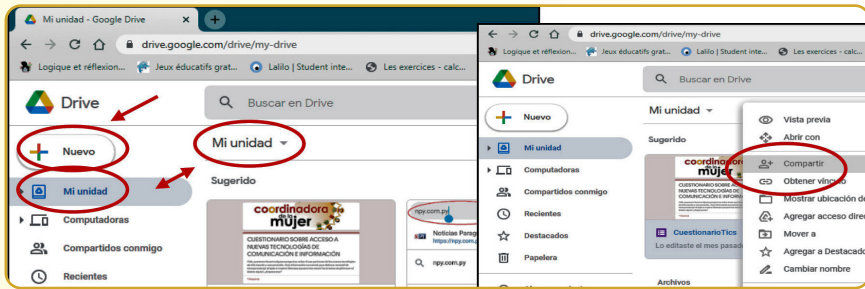 Mi unidad - Google Drive
drive.google.com/drive/my-drive
Logique et réflexion... Jeux éducatifs grat... Lalilo | Student inte... Les exercices - calc...
Drive
Buscar en Drive
Nuevo
Mi unidad
Mi unidad
Computadoras
Compartidos conmigo
Recientes
Sugerido
coordinadora
de la
mujer
CUESTIONARIO SOBRE ACCESO A
NUEVAS TECNOLOGÍAS DE
COMUNICACIÓN E INFORMACIÓN
npy.com.py
Noticias Parag
https://npy.com.p
npy.com.py
drive.google.com/drive/my-drive
Logique et réflexion... Jeux éducatifs grat... Lalilo | Student inte... Les exercices - calc...
Drive
Buscar en Drive
Nuevo
Mi unidad
Computadoras
Compartidos conmigo
Recientes
Destacados
Papelera
Mi unidad
Sugerido
coordinadora
mujer
CUESTIONARIO SOBRE AC
NUEVAS TECNOLOGÍAS DE
COMUNICACIÓN E INFORM
CuestionarioTics
Lo editaste el mes pasad
Archivos
Vista previa
Abrir con
Compartir
Obtener vínculo
Mostrar ubicación de
Agregar acceso direc
Mover a
Agregar a Destacado
Cambiar nombre